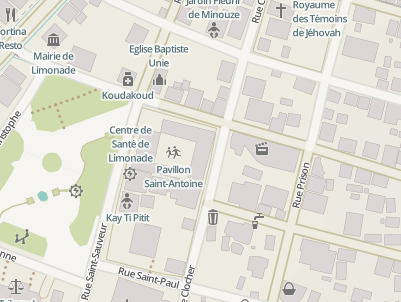 Jardin Fleuri
de Minouze
Royaume
des Témoins
de Jéhovah
Resto
Mairie de
Limonade
Eglise Baptiste
Unie
Koudakoud
Centre de
Santé de
Limonade
Pavillon
Saint-Antoine
Kay Ti Pitit
Rue Prison
Rue Saint-Sauveur
Rue Saint-Paul
Clocher